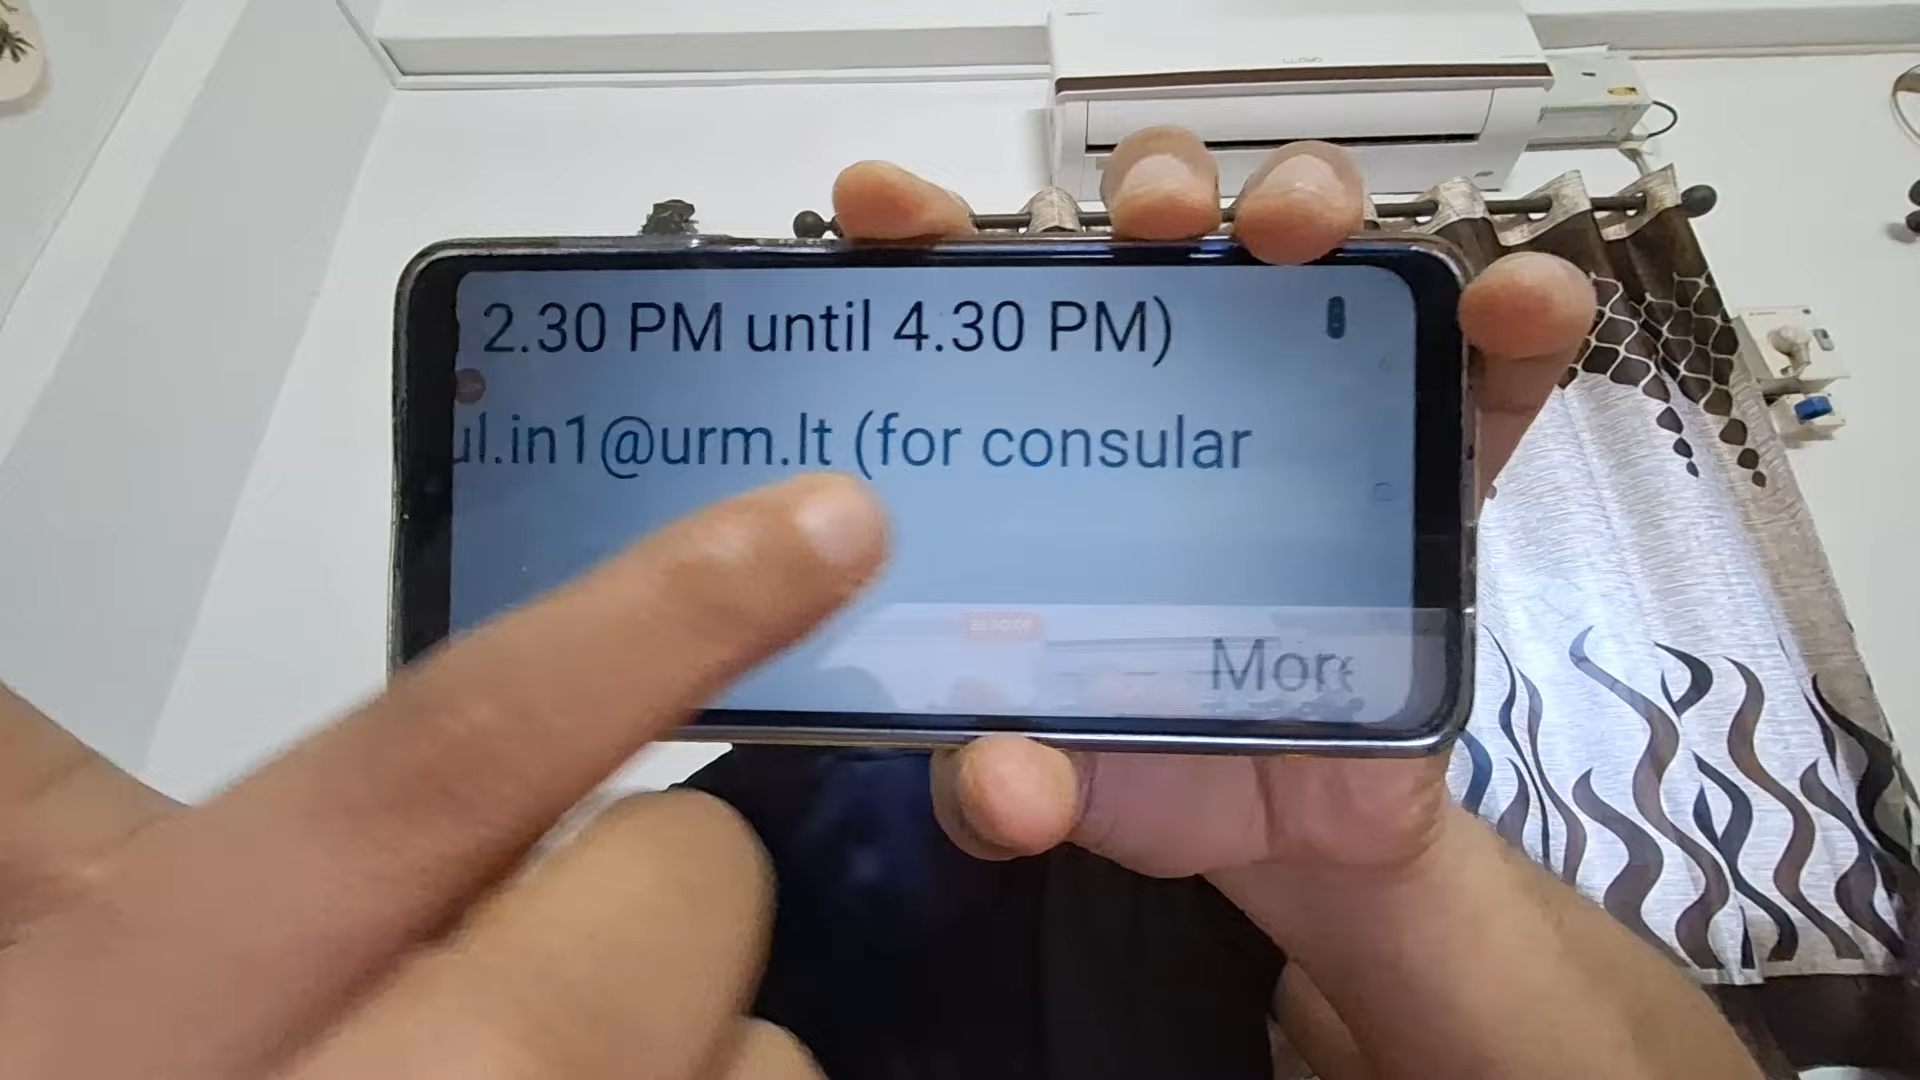 2.30 PM until 4.30 PM)
ul.in1@urm.lt (for consular
More